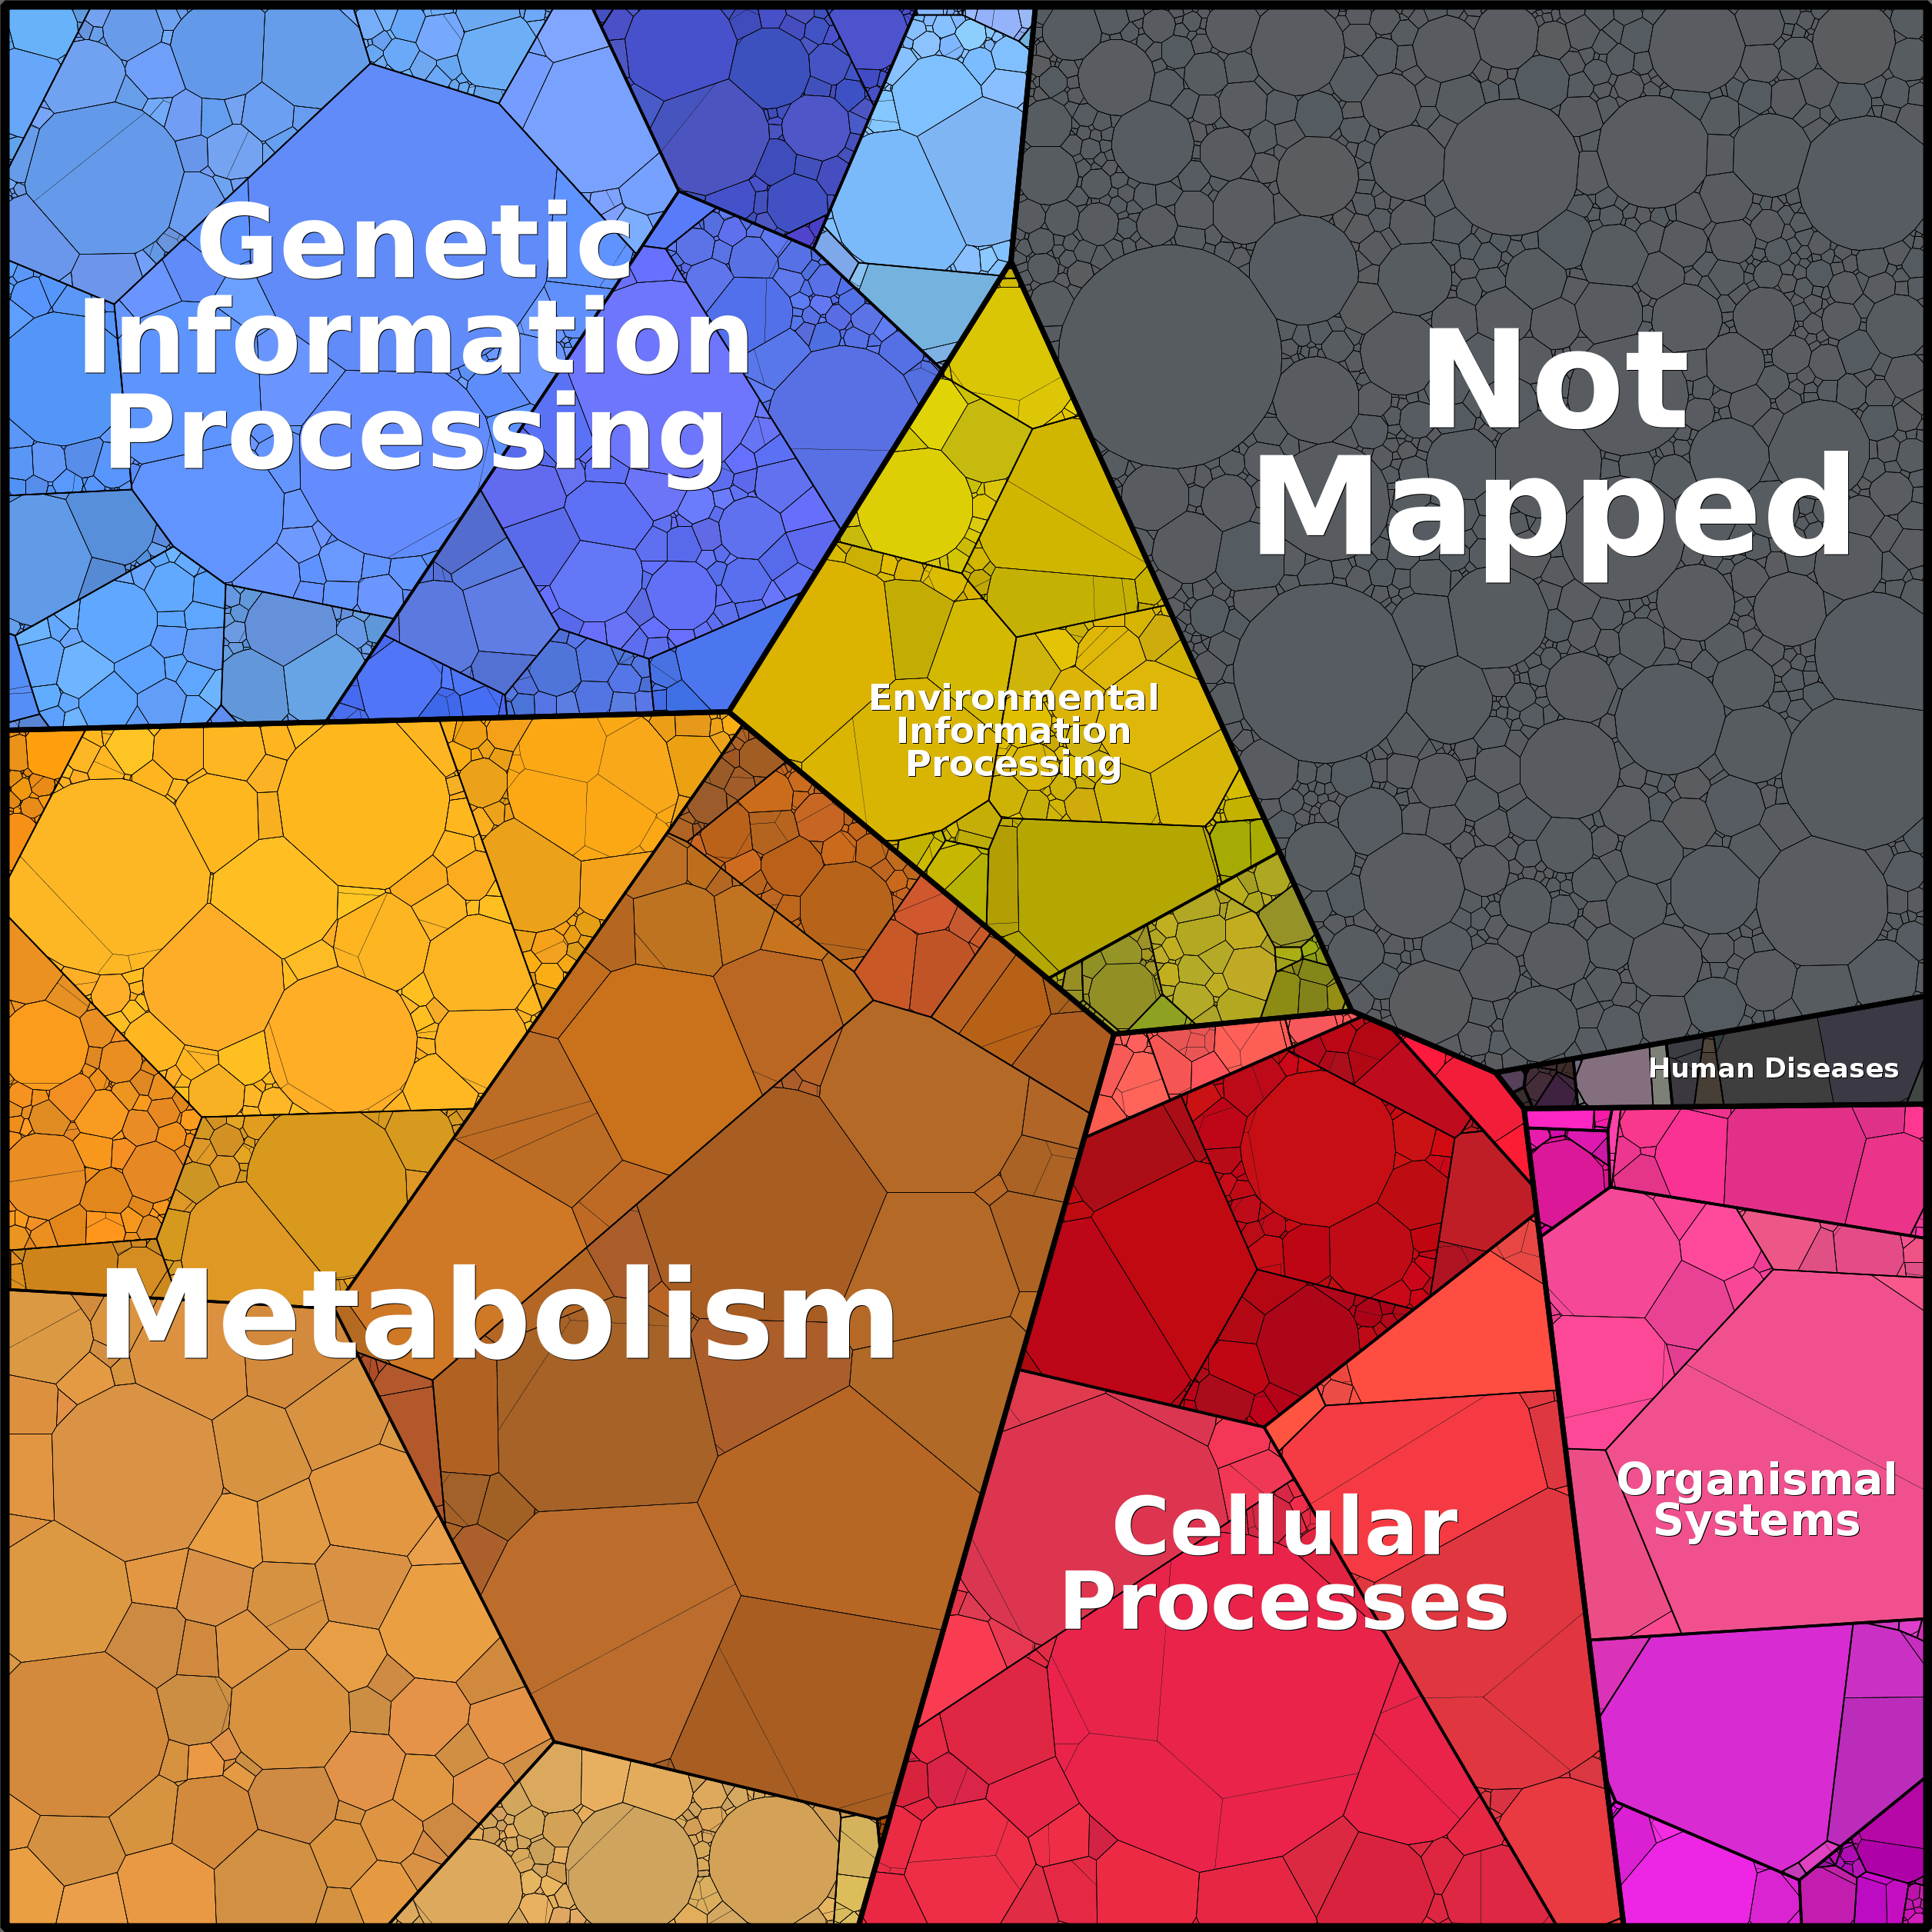 Genetic
Information
Processing
Not
Mapped
Environmental
Information
Processing
Human Diseases
Metabolism
Cellular
Processes
Organismal
Systems